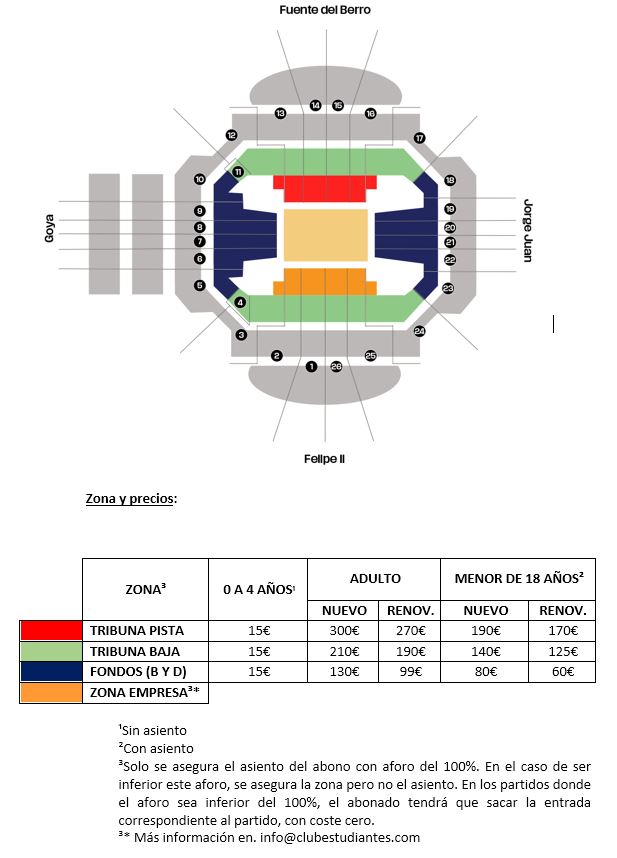 Fuente del Berro
14 15
13 16
12 17
11
10 18
9 19
8 20
7 21
6 22
5 23
4
3 24
2 25
1 26
Goya
Jorge Juan
Felipe II
Zona y precios:
ZONA³ 0 A 4 AÑOS¹ ADULTO MENOR DE 18 AÑOS²
NUEVO RENOV. NUEVO RENOV.
TRIBUNA PISTA 15€ 300€ 270€ 190€ 170€
TRIBUNA BAJA 15€ 210€ 190€ 140€ 125€
FONDOS (B Y D) 15€ 130€ 99€ 80€ 60€
ZONA EMPRESA³*
¹Sin asiento
²Con asiento
³Solo se asegura el asiento del abono con aforo del 100%. En el caso de ser
inferior este aforo, se asegura la zona pero no el asiento. En los partidos donde
el aforo sea inferior del 100%, el abonado tendrá que sacar la entrada
correspondiente al partido, con coste cero.
³* Más información en. info@clubestudiantes.com